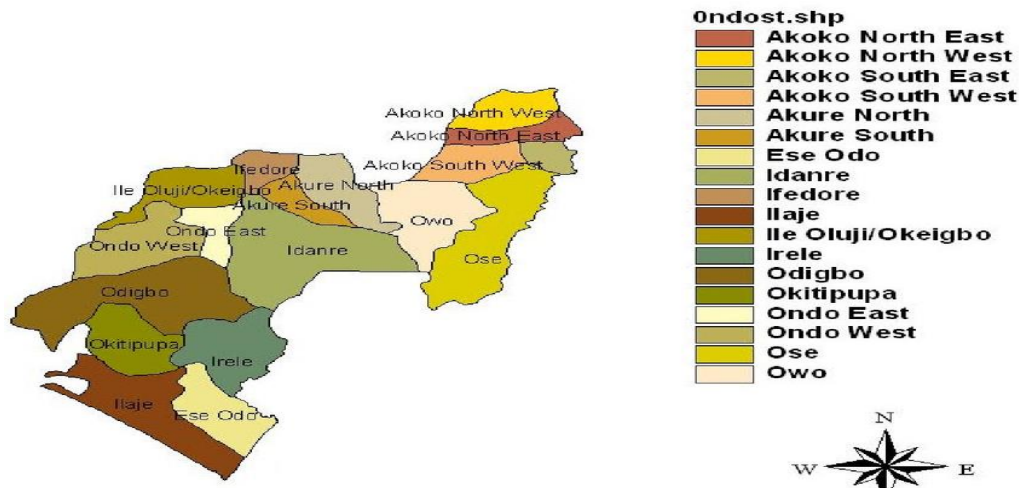 0ndost.shp
Akoko North East
Akoko North West
Akoko South East
Akoko South West
Akure North
Akure South
Ese Odo
Idanre
Ifedore
Ilaje
Ile Oluji/Okeigbo
Irele
Odigbo
Okitipupa
Ondo East
Ondo West
Ose
Owo
Akoko North West
Akoko North East
Akoko South West
Ifedore
Akure North
Ile Oluji/Okeigbo
Akure South
Owo
Ondo East
Ondo West
Idanre
Ose
Odigbo
Okitipupa
Irele
Ilaje
Ese Odo
N
W
E